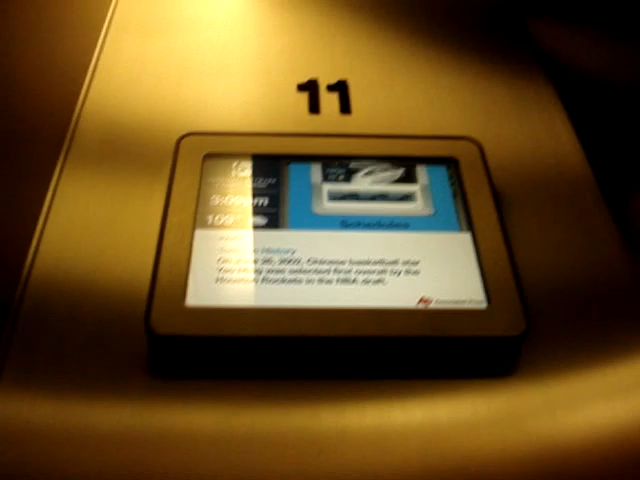 11
3:09pm
109°
Schedules
History
On June 26, 2002, Chinese basketball star
Yao Ming was selected first overall by the
Houston Rockets in the NBA draft.